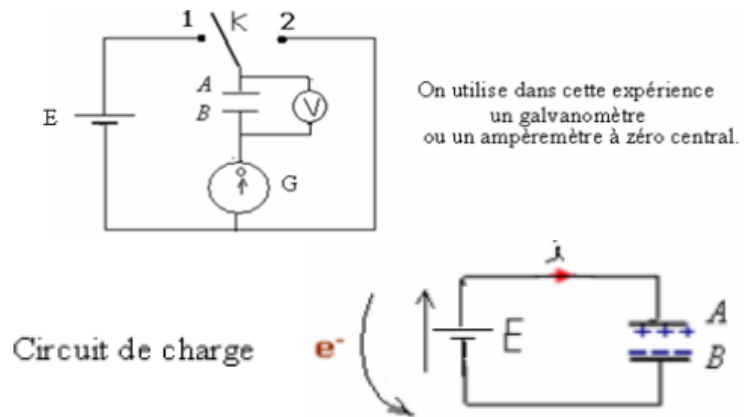 1 K 2
A
B
V
E
G
On utilise dans cette expérience
un galvanomètre
ou un ampèremètre à zéro central.
i
A
+ + +
B
E
e-
Circuit de charge